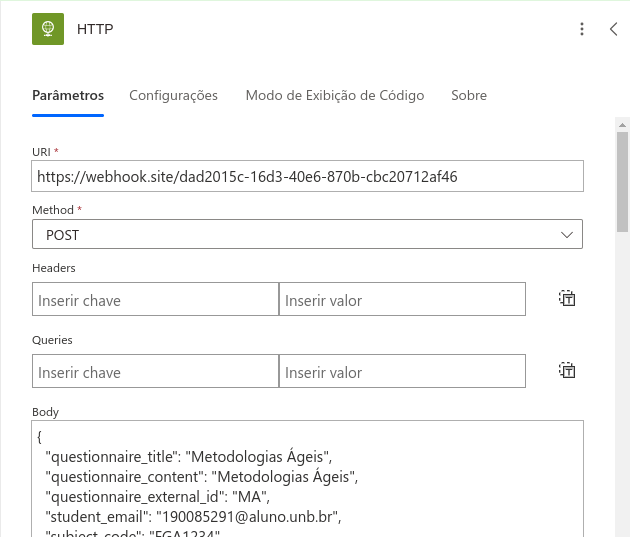 HTTP
Parâmetros Configurações Modo de Exibição de Código Sobre
URI *
https://webhook.site/dad2015c-16d3-40e6-870b-cbc20712af46
Method *
POST
Headers
Inserir chave Inserir valor
Queries
Inserir chave Inserir valor
Body
{
"questionnaire_title": "Metodologias Ágeis",
"questionnaire_content": "Metodologias Ágeis",
"questionnaire_external_id": "MA",
"student_email": "190085291@aluno.unb.br",
"subject_code": "FGA1234"